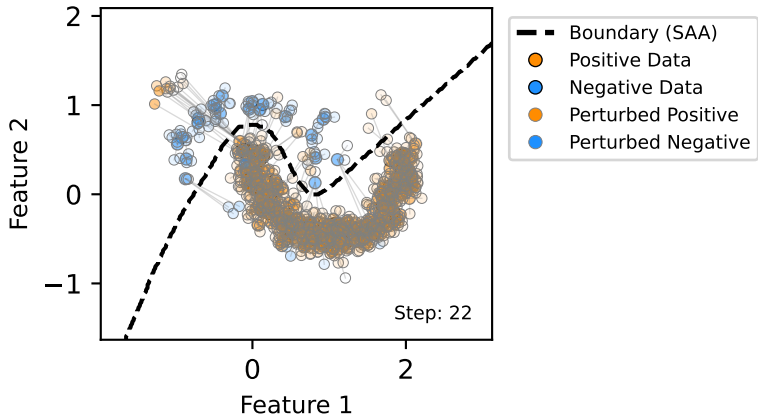 2
1
0
−1
0
2
Feature 2
Feature 1
Step: 22
Boundary (SAA)
Positive Data
Negative Data
Perturbed Positive
Perturbed Negative